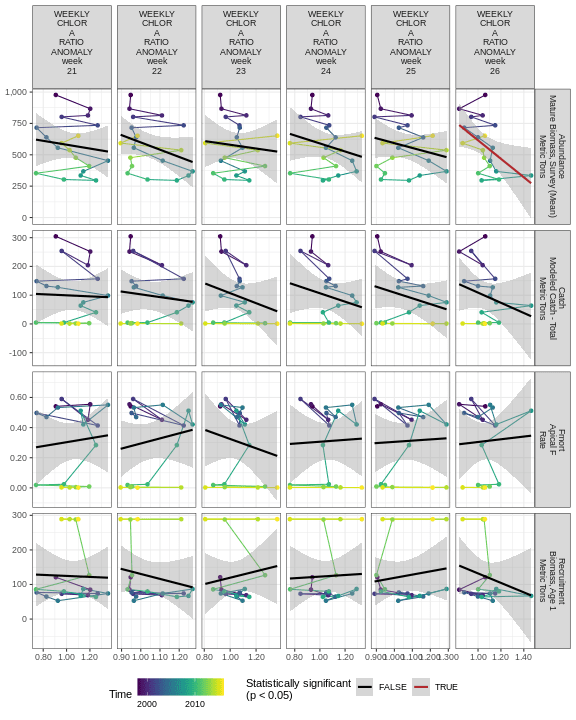 WEEKLY
CHLOR
A
RATIO
ANOMALY
week
21
WEEKLY
CHLOR
A
RATIO
ANOMALY
week
22
WEEKLY
CHLOR
A
RATIO
ANOMALY
week
23
WEEKLY
CHLOR
A
RATIO
ANOMALY
week
24
WEEKLY
CHLOR
A
RATIO
ANOMALY
week
25
WEEKLY
CHLOR
A
RATIO
ANOMALY
week
26
1,000
750
500
250
0
Abundance
Mature Biomass, Survey (Mean)
Metric Tons
300
200
100
0
-100
Catch
Modeled Catch - Total
Metric Tons
0.60
0.40
0.20
0.00
Fmort
Apical F
Rate
300
200
100
0
Recruitment
Biomass, Age 1
Metric Tons
0.80 1.00 1.20
0.90 1.00 1.10 1.20
0.80 1.00 1.20
0.80 1.00 1.20
0.90 1.00 1.10 1.20 1.30
1.00 1.20 1.40
Time
2000 2010
Statistically significant
(p < 0.05)
FALSE
TRUE